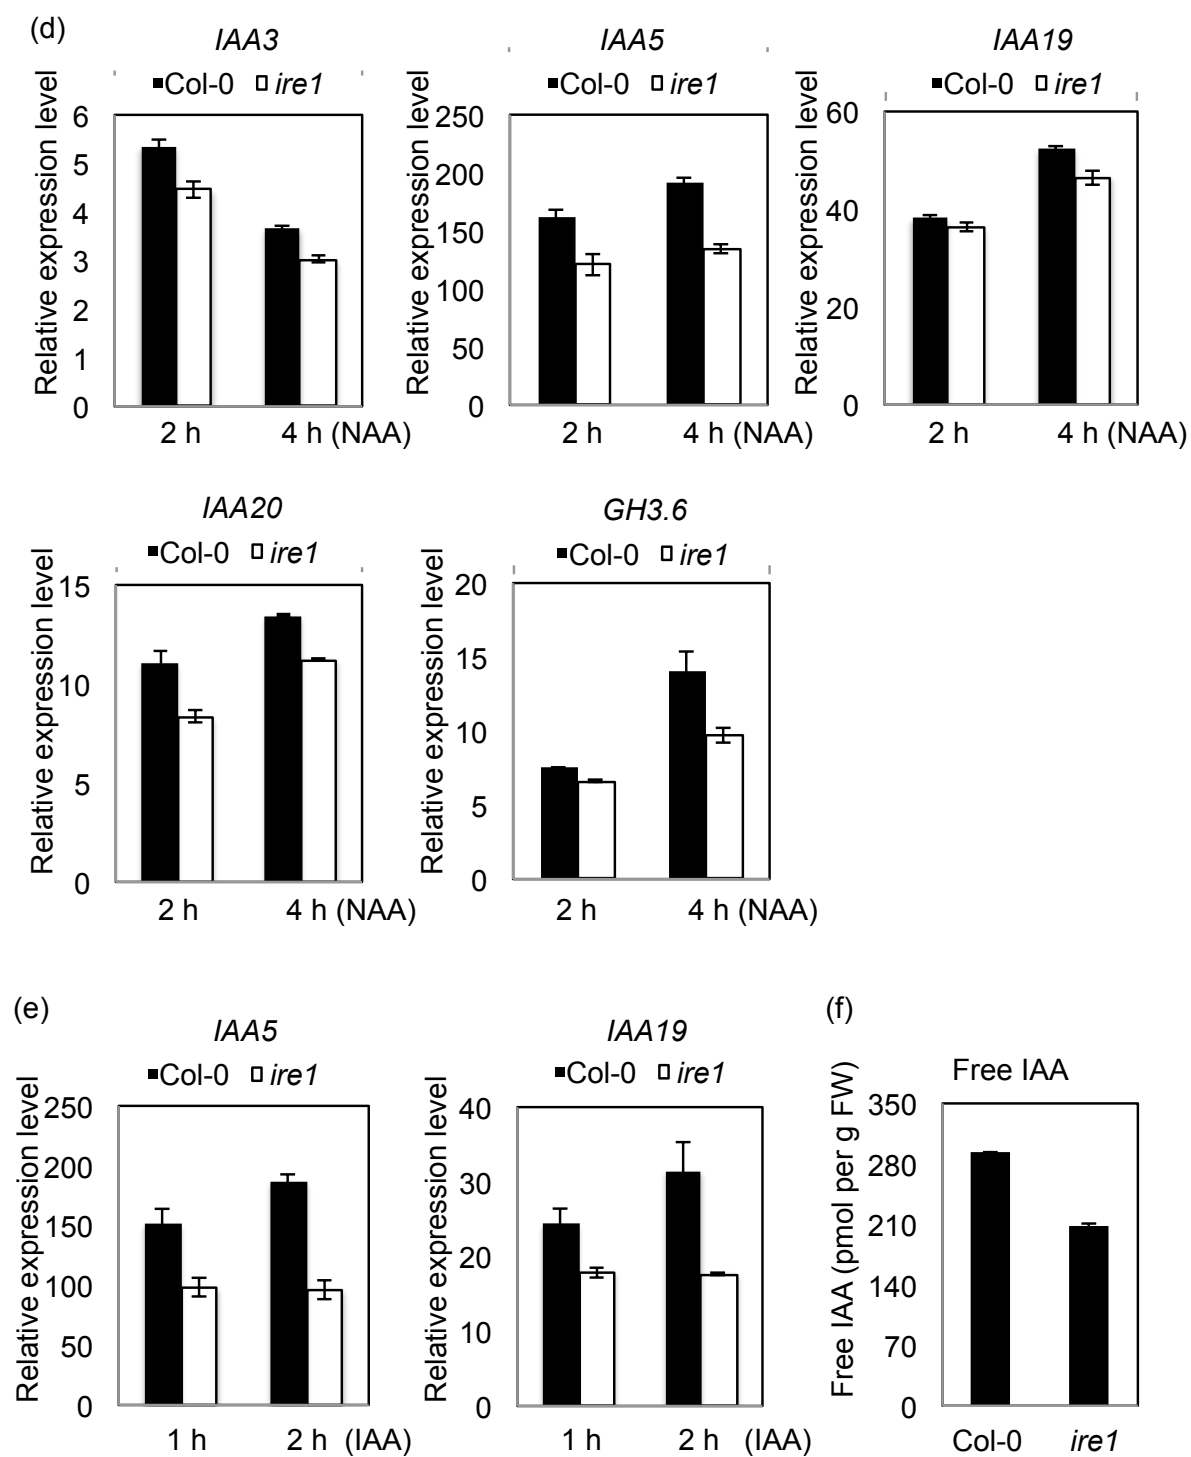 (d)
IAA3
Col-0 ire1
Relative expression level
6
5
4
3
2
1
0
2 h 4 h (NAA)
IAA5
Col-0 ire1
Relative expression level
250
200
150
100
50
0
2 h 4 h (NAA)
IAA19
Col-0 ire1
Relative expression level
60
40
20
0
2 h 4 h (NAA)
IAA20
Col-0 ire1
Relative expression level
15
10
5
0
2 h 4 h (NAA)
GH3.6
Col-0 ire1
Relative expression level
20
15
10
5
0
2 h 4 h (NAA)
(e)
IAA5
Col-0 ire1
Relative expression level
250
200
150
100
50
0
1 h 2 h (IAA)
IAA19
Col-0 ire1
Relative expression level
40
30
20
10
0
1 h 2 h (IAA)
(f)
Free IAA
Free IAA (pmol per g FW)
350
280
210
140
70
0
Col-0 ire1